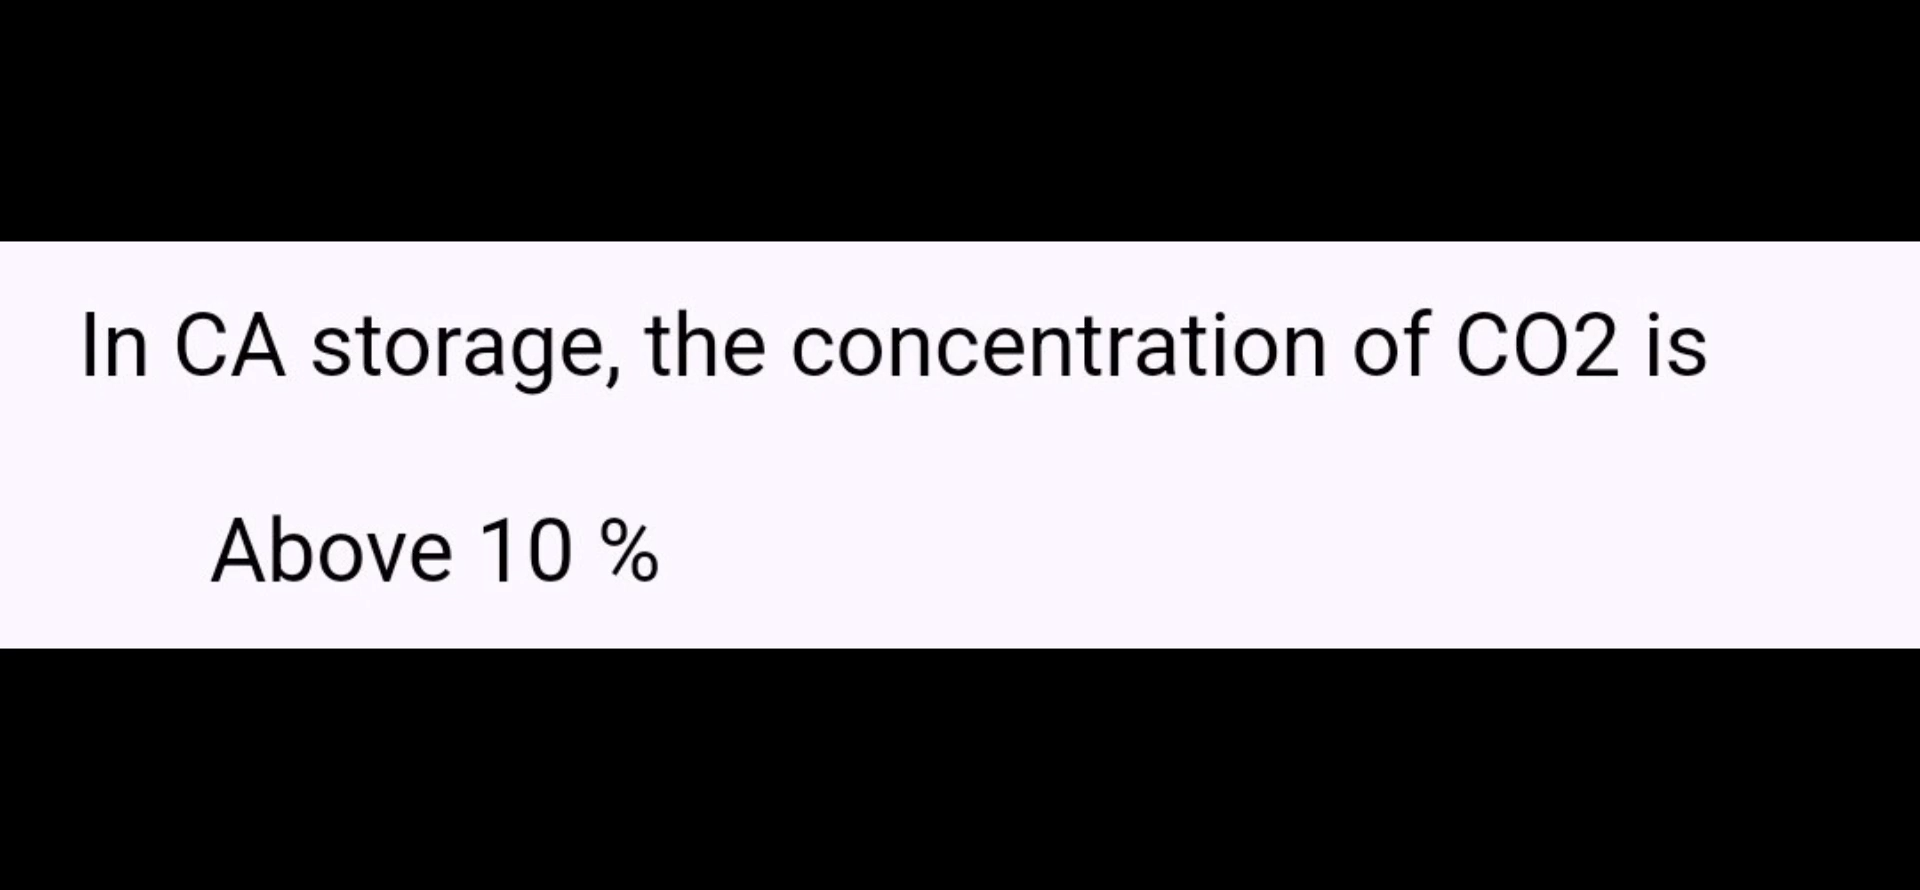 In CA storage, the concentration of CO2 is
Above 10 %